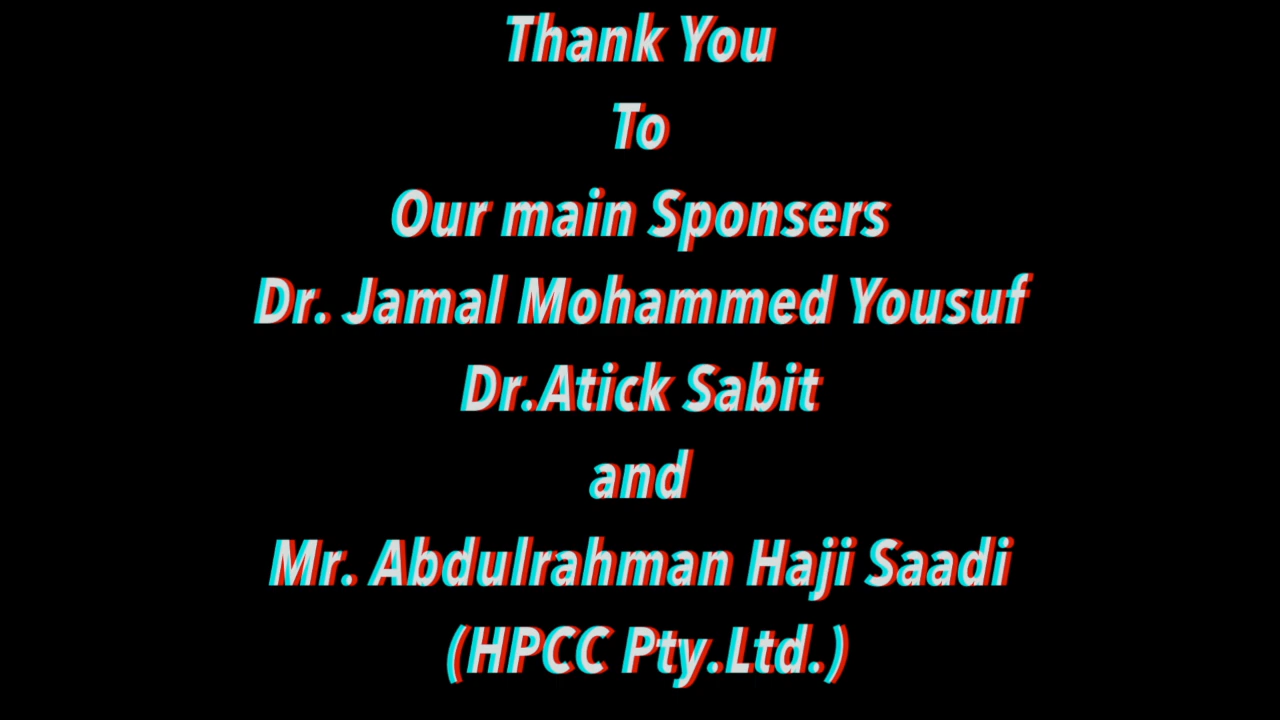 Thank You
To
Our main Sponsers
Dr. Jamal Mohammed Yousuf
Dr.Atick Sabit
and
Mr. Abdulrahman Haji Saadi
(HPCC Pty.Ltd.)